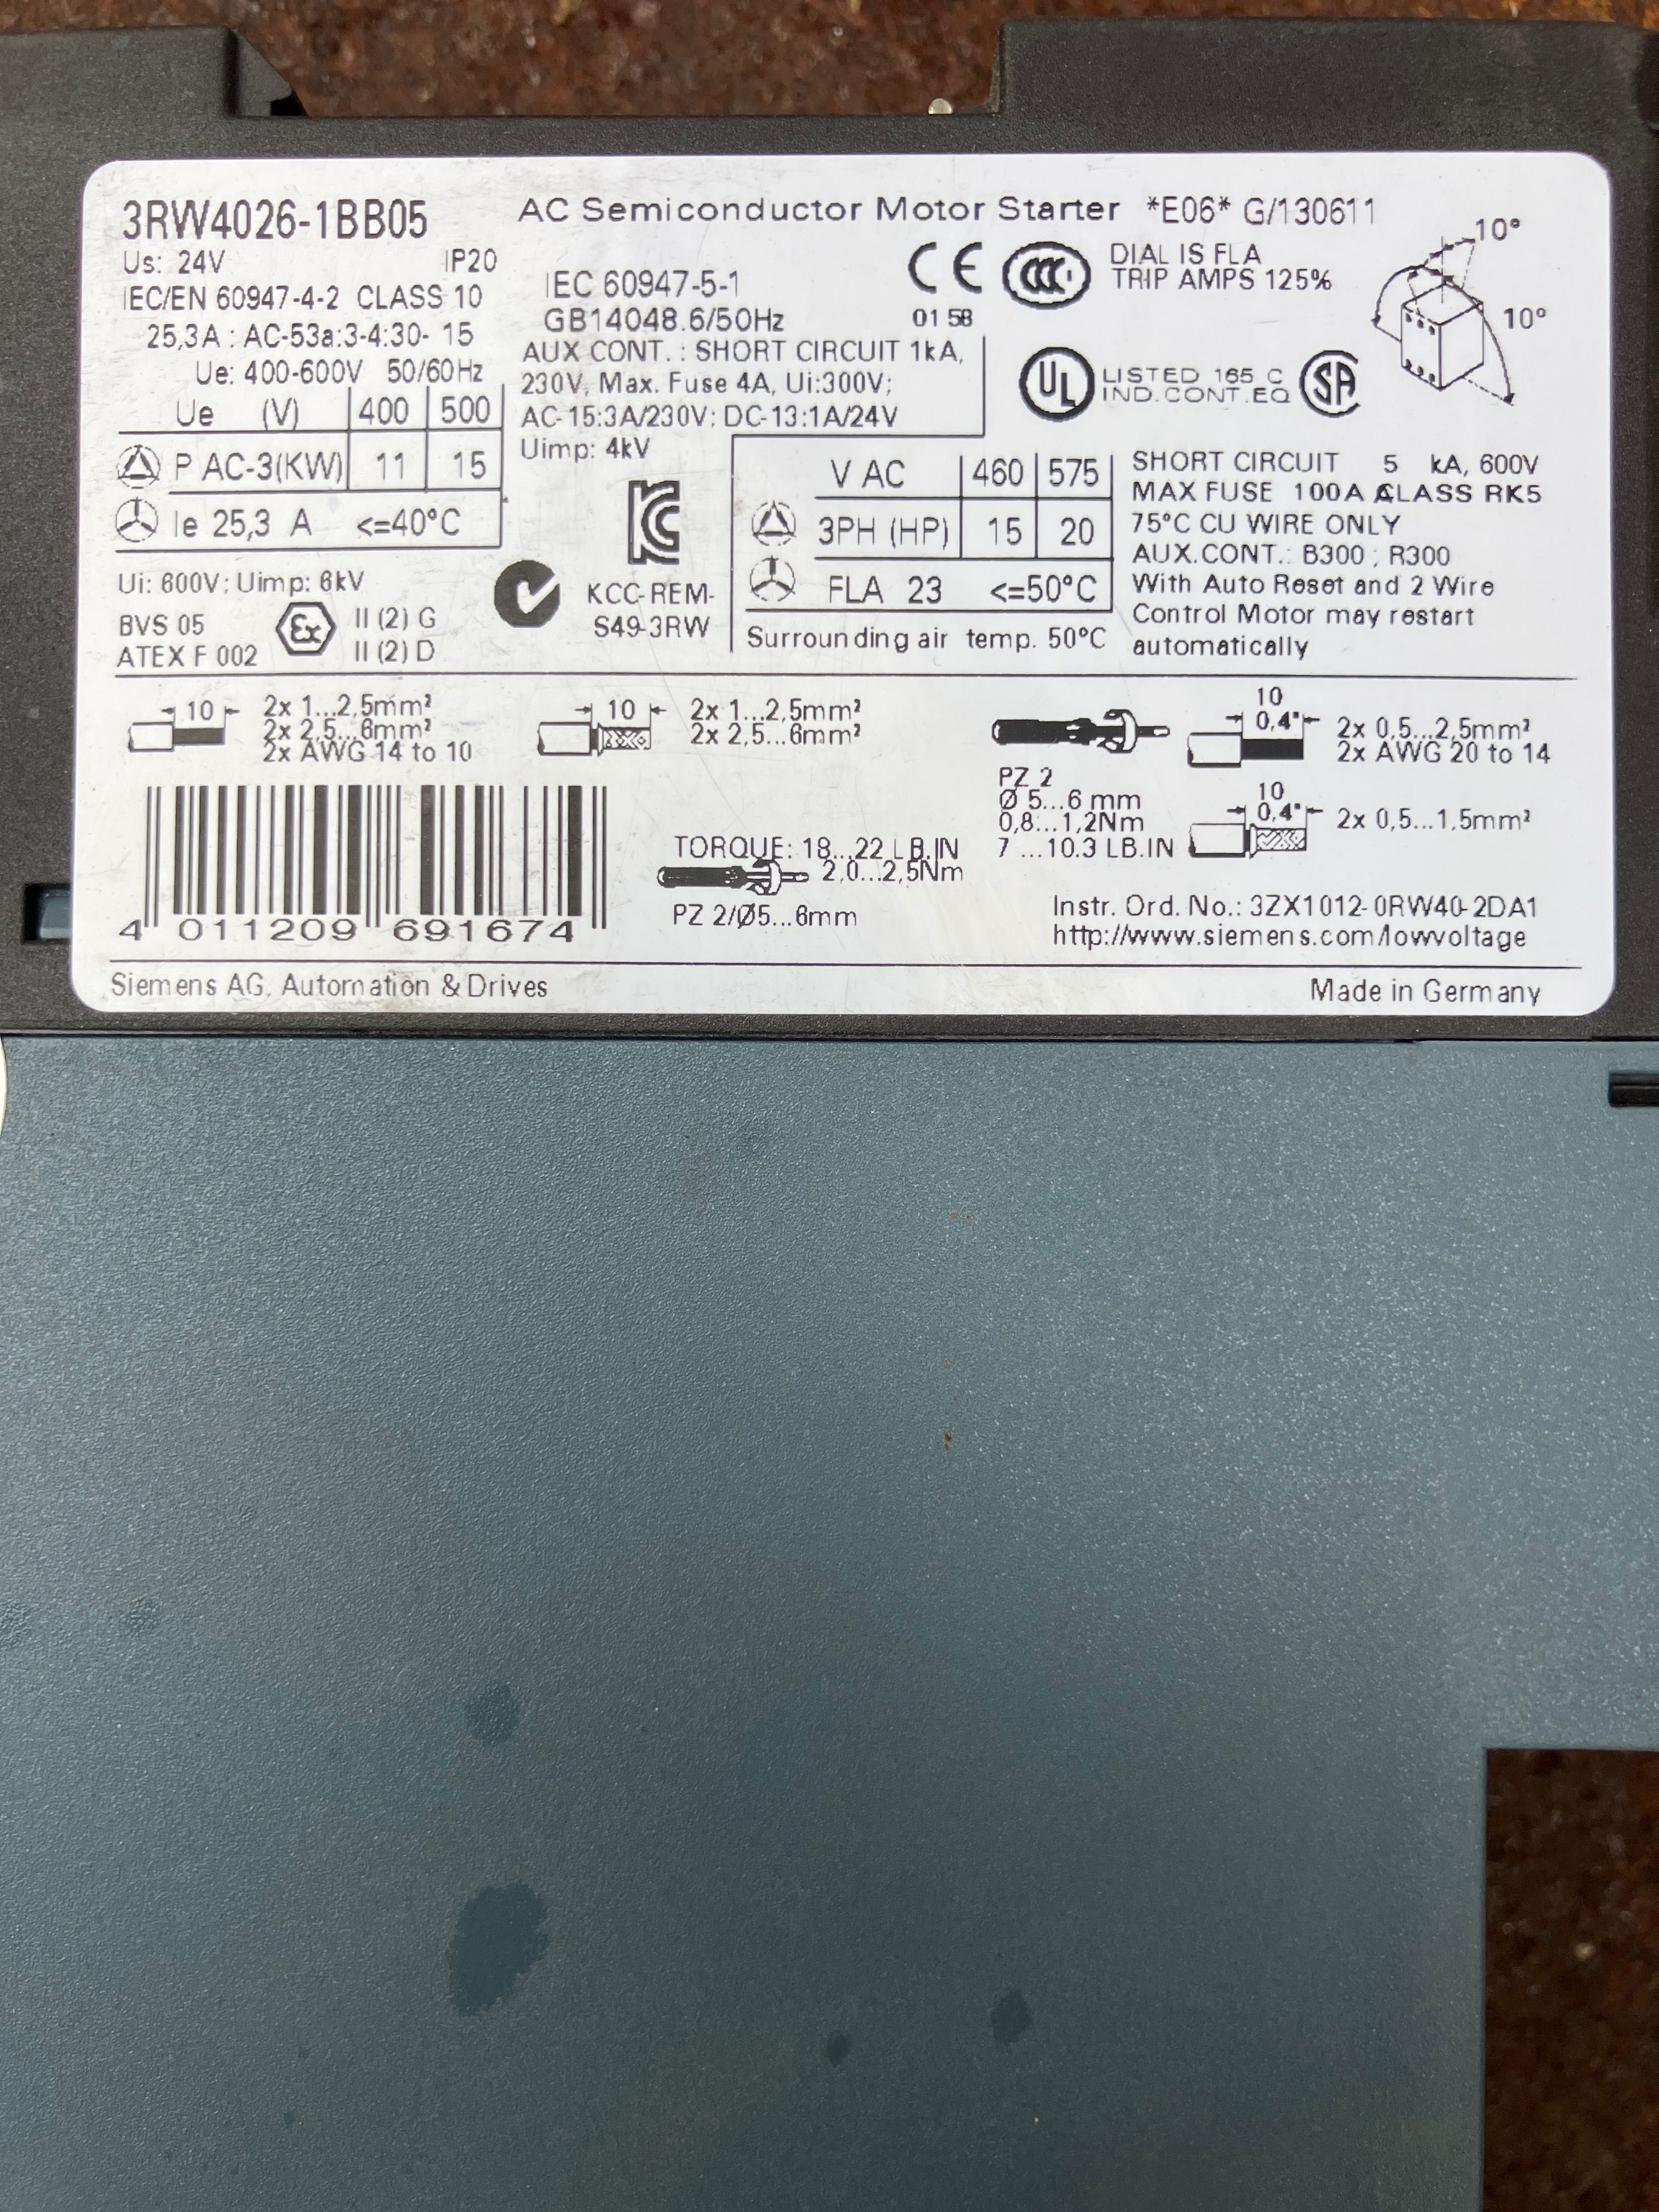 3RW4026-1BB05
AC Semiconductor Motor Starter *E06* G/130611
Us: 24V IP20
IEC/EN 60947-4-2 CLASS 10
25,3A : AC-53a:3-4:30- 15
Ue: 400-600V 50/60Hz
Ue (V) 400 500
P AC-3(KW) 11 15
Ie 25,3 A <=40°C
Ui: 600V; Uimp: 6kV
BVS 05
ATEX F 002
Ex
II (2) G
II (2) D
IEC 60947-5-1
GB14048.6/50Hz
AUX CONT. : SHORT CIRCUIT 1kA,
230V, Max. Fuse 4A, Ui:300V;
AC-15:3A/230V; DC-13:1A/24V
Uimp: 4kV
CE
01 58
CCC
DIAL IS FLA
TRIP AMPS 125%
10°
10°
UL
LISTED 165 C
IND.CONT.EQ
SA
KC
KCC-REM-
S49-3RW
V AC 460 575
3PH (HP) 15 20
FLA 23 <=50°C
Surrounding air temp. 50°C
SHORT CIRCUIT 5 kA, 600V
MAX FUSE 100A CLASS RK5
75°C CU WIRE ONLY
AUX.CONT.: B300 ; R300
With Auto Reset and 2 Wire
Control Motor may restart
automatically
10
2x 1...2,5mm²
2x 2,5...6mm²
2x AWG 14 to 10
10
2x 1...2,5mm²
2x 2,5...6mm²
TORQUE: 18...22 LB.IN
2,0...2,5Nm
PZ 2/Ø5...6mm
PZ 2
Ø 5...6 mm
0,8...1,2Nm
7 ...10.3 LB.IN
10
0,4"
2x 0,5...2,5mm²
2x AWG 20 to 14
10
0,4"
2x 0,5...1,5mm²
4 011209 691674
Instr. Ord. No.: 3ZX1012-0RW40-2DA1
http://www.siemens.com/lowvoltage
Siemens AG, Automation & Drives
Made in Germany